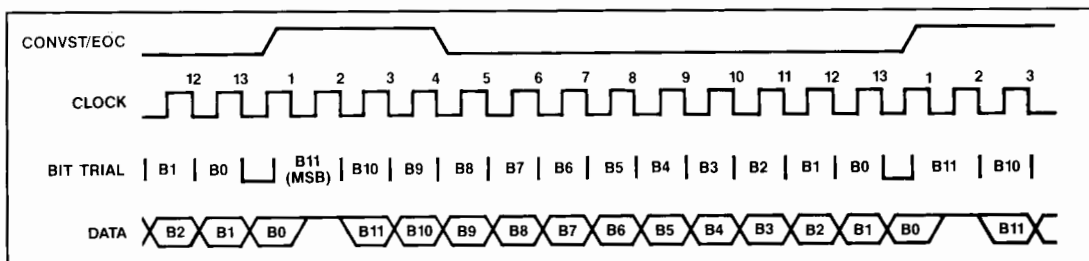 CONVST/EOC
12 13 1 2 3 4 5 6 7 8 9 10 11 12 13 1 2 3
CLOCK
BIT TRIAL B1 B0 B11 (MSB) B10 B9 B8 B7 B6 B5 B4 B3 B2 B1 B0 B11 B10
DATA B2 B1 B0 B11 B10 B9 B8 B7 B6 B5 B4 B3 B2 B1 B0 B11